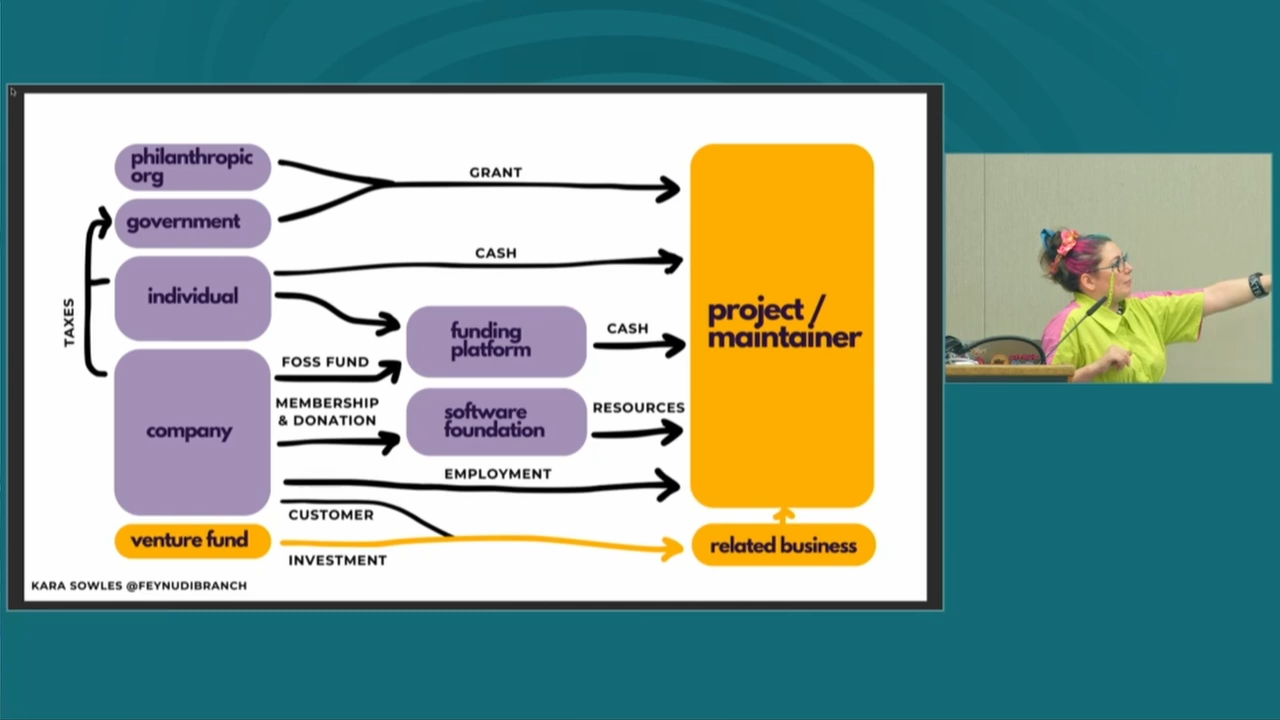 philanthropic
org
GRANT
government
CASH
individual
TAXES
funding
platform
CASH
project /
maintainer
FOSS FUND
MEMBERSHIP
& DONATION
RESOURCES
software
foundation
company
EMPLOYMENT
CUSTOMER
venture fund
INVESTMENT
related business
KARA SOWLES @FEYNUDIBRANCH